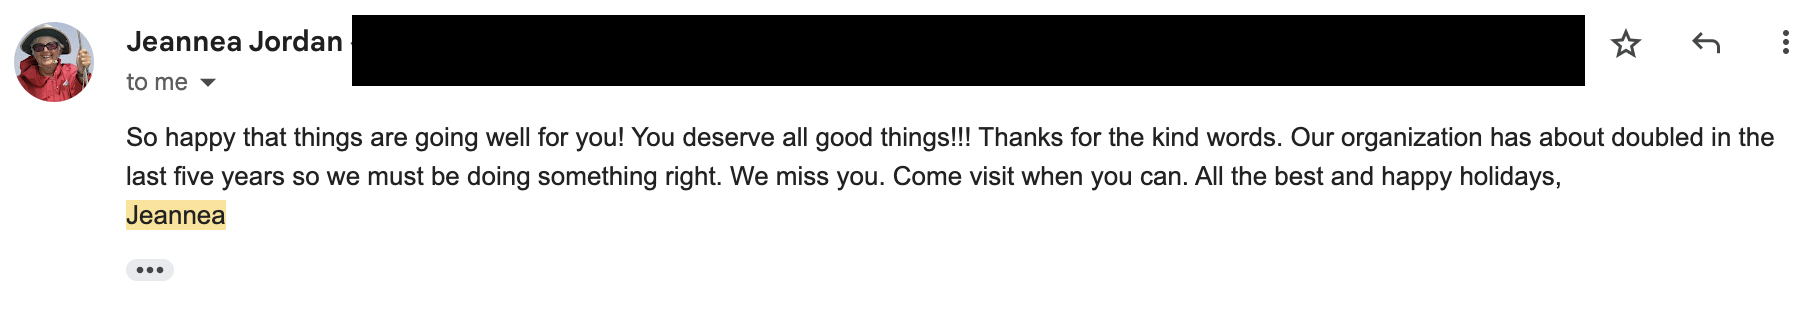 Jeannea Jordan
to me
So happy that things are going well for you! You deserve all good things!!! Thanks for the kind words. Our organization has about doubled in the
last five years so we must be doing something right. We miss you. Come visit when you can. All the best and happy holidays,
Jeannea